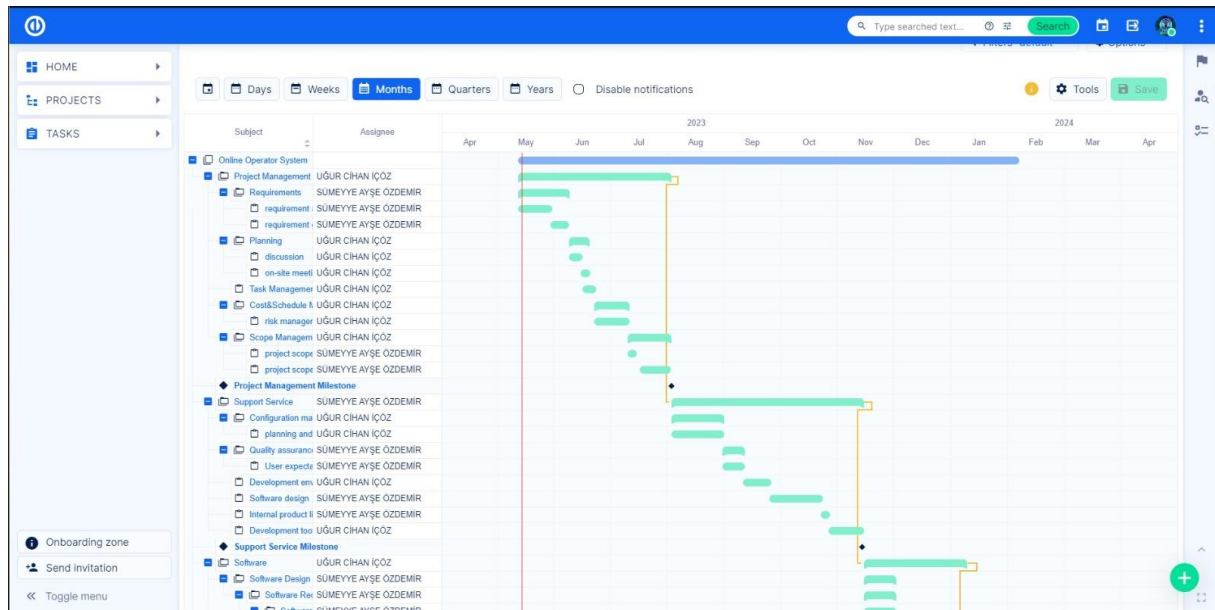 Type searched text...
Search
Filters default
Options
HOME
PROJECTS
TASKS
Days
Weeks
Months
Quarters
Years
Disable notifications
Tools
Save
Subject
Assignee
2023
2024
Apr May Jun Jul Aug Sep Oct Nov Dec Jan Feb Mar Apr
Online Operator System
Project Management UĞUR CİHAN İÇÖZ
Requirements SÜMEYYE AYŞE ÖZDEMİR
requirement SÜMEYYE AYŞE ÖZDEMİR
requirement SÜMEYYE AYŞE ÖZDEMİR
Planning UĞUR CİHAN İÇÖZ
discussion UĞUR CİHAN İÇÖZ
on-site meeti UĞUR CİHAN İÇÖZ
Task Managemer UĞUR CİHAN İÇÖZ
Cost&Schedule M UĞUR CİHAN İÇÖZ
risk manager UĞUR CİHAN İÇÖZ
Scope Managem UĞUR CİHAN İÇÖZ
project scope SÜMEYYE AYŞE ÖZDEMİR
project scope SÜMEYYE AYŞE ÖZDEMİR
Project Management Milestone
Support Service SÜMEYYE AYŞE ÖZDEMİR
Configuration ma UĞUR CİHAN İÇÖZ
planning and UĞUR CİHAN İÇÖZ
Quality assuranc SÜMEYYE AYŞE ÖZDEMİR
User expecta SÜMEYYE AYŞE ÖZDEMİR
Development en UĞUR CİHAN İÇÖZ
Software design SÜMEYYE AYŞE ÖZDEMİR
Internal product li SÜMEYYE AYŞE ÖZDEMİR
Development too UĞUR CİHAN İÇÖZ
Support Service Milestone
Software UĞUR CİHAN İÇÖZ
Software Design SÜMEYYE AYŞE ÖZDEMİR
Software Rec SÜMEYYE AYŞE ÖZDEMİR
Onboarding zone
Send invitation
Toggle menu